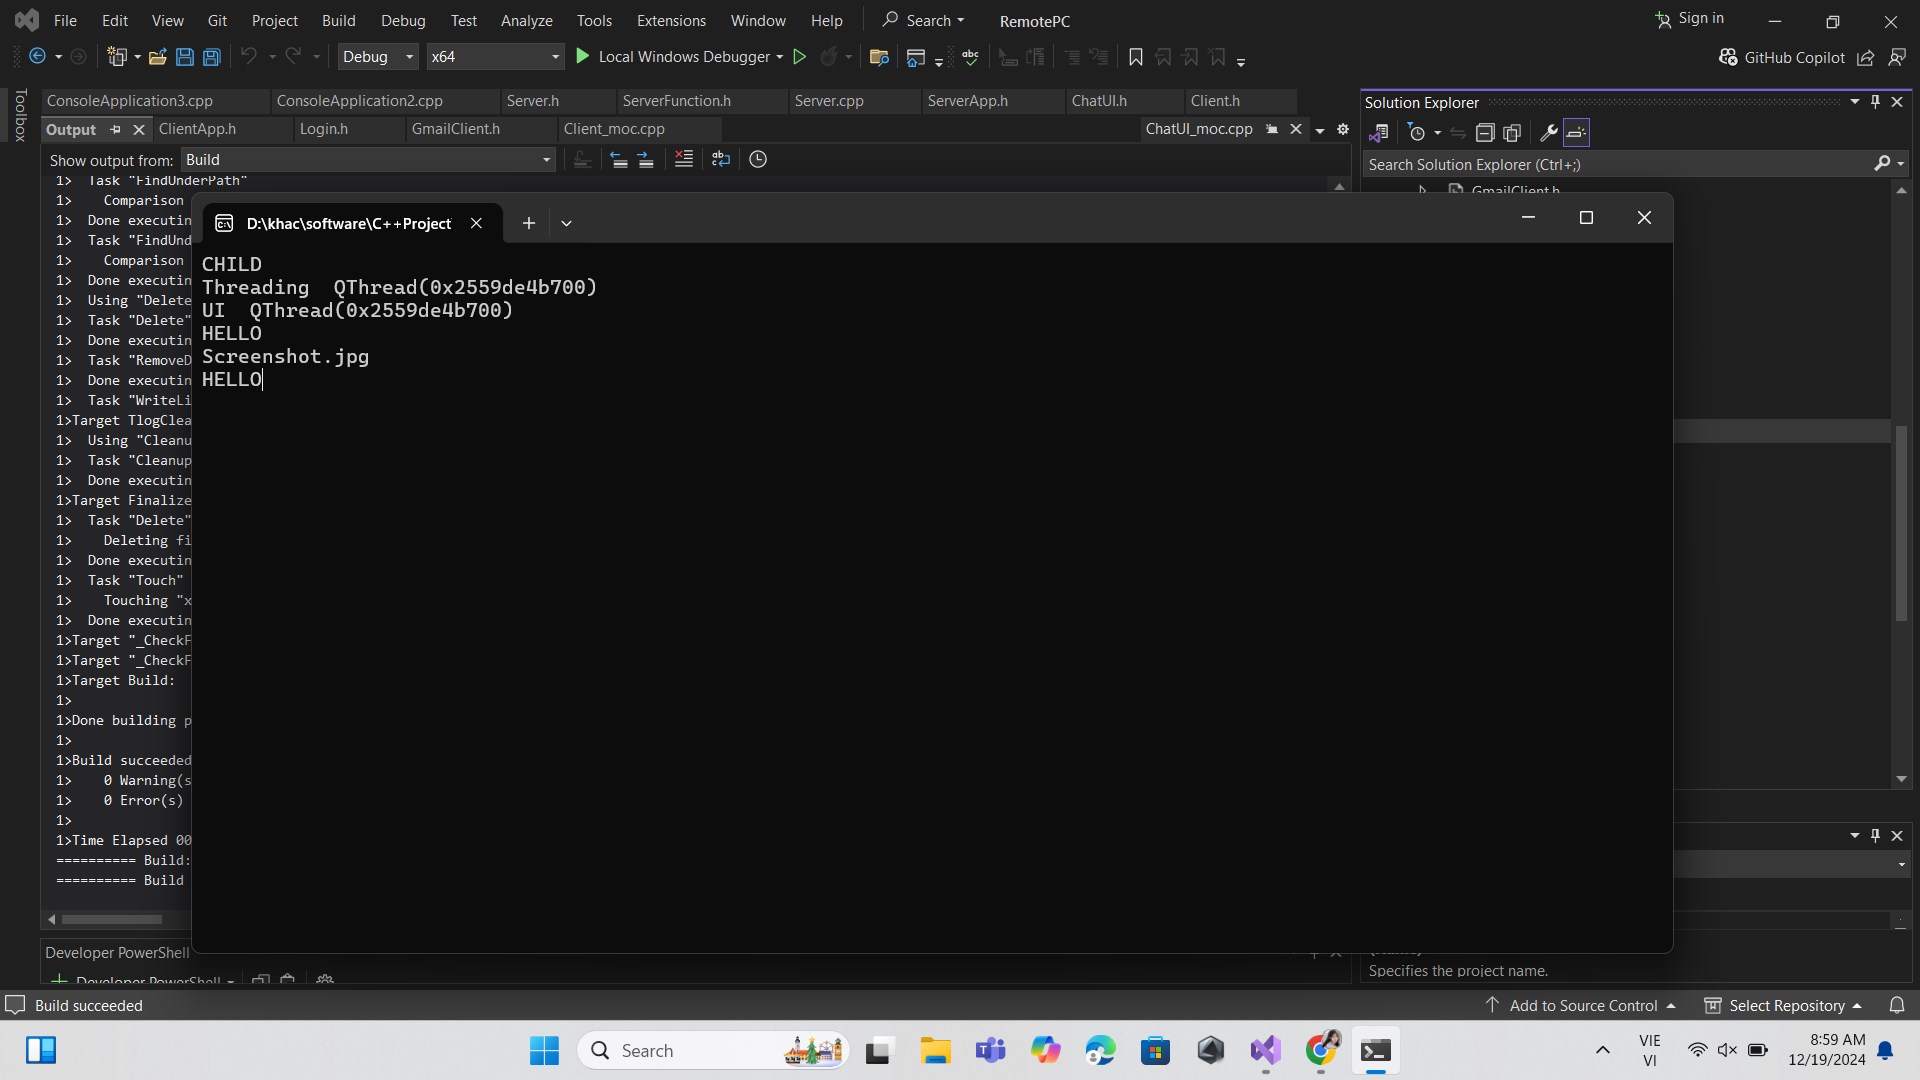 File Edit View Git Project Build Debug Test Analyze Tools Extensions Window Help Search RemotePC Sign in
Debug x64 Local Windows Debugger GitHub Copilot
Toolbox
ConsoleApplication3.cpp ConsoleApplication2.cpp Server.h ServerFunction.h Server.cpp ServerApp.h ChatUI.h Client.h
Output ClientApp.h Login.h GmailClient.h Client_moc.cpp ChatUI_moc.cpp
Show output from: Build
Solution Explorer
Search Solution Explorer (Ctrl+;)
GmailClient.h
1> Task "FindUnderPath"
1> Comparison
1> Done executin
1> Task "FindUnd
1> Comparison
1> Done executin
1> Using "Delete
1> Task "Delete"
1> Done executin
1> Task "RemoveD
1> Done executin
1> Task "WriteLi
1>Target TlogClea
1> Using "Cleanu
1> Task "Cleanup
1> Done executin
1>Target Finalize
1> Task "Delete"
1> Deleting fi
1> Done executin
1> Task "Touch"
1> Touching "x
1> Done executin
1>Target "_CheckF
1>Target "_CheckF
1>Target Build:
1>
1>Done building p
1>
1>Build succeeded
1> 0 Warning(s
1> 0 Error(s)
1>
1>Time Elapsed 00
========== Build:
========== Build
D:\khac\software\C++Project
CHILD
Threading  QThread(0x2559de4b700)
UI  QThread(0x2559de4b700)
HELLO
Screenshot.jpg
HELLO
Developer PowerShell
Developer PowerShell
Specifies the project name.
Build succeeded Add to Source Control Select Repository
Search
VIE
VI
8:59 AM
12/19/2024